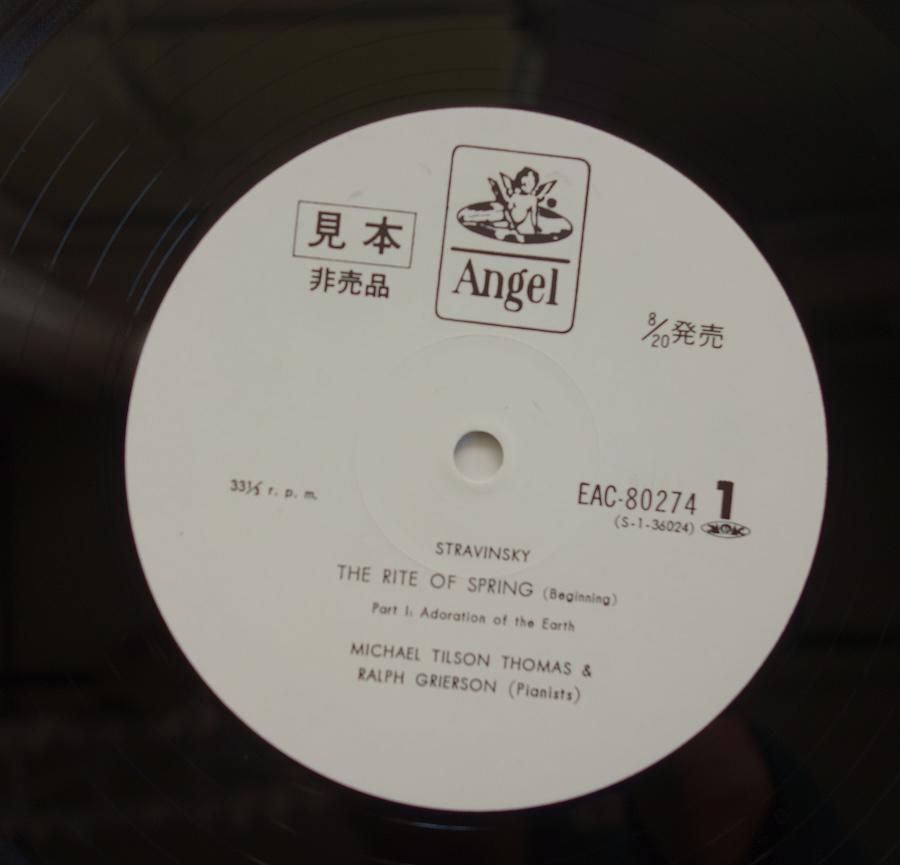 見本
非売品
Angel
8/20発売
33⅓ r. p. m.
EAC-80274 1
(S-1-36024)
STRAVINSKY
THE RITE OF SPRING (Beginning)
Part I: Adoration of the Earth
MICHAEL TILSON THOMAS &
RALPH GRIERSON (Pianists)